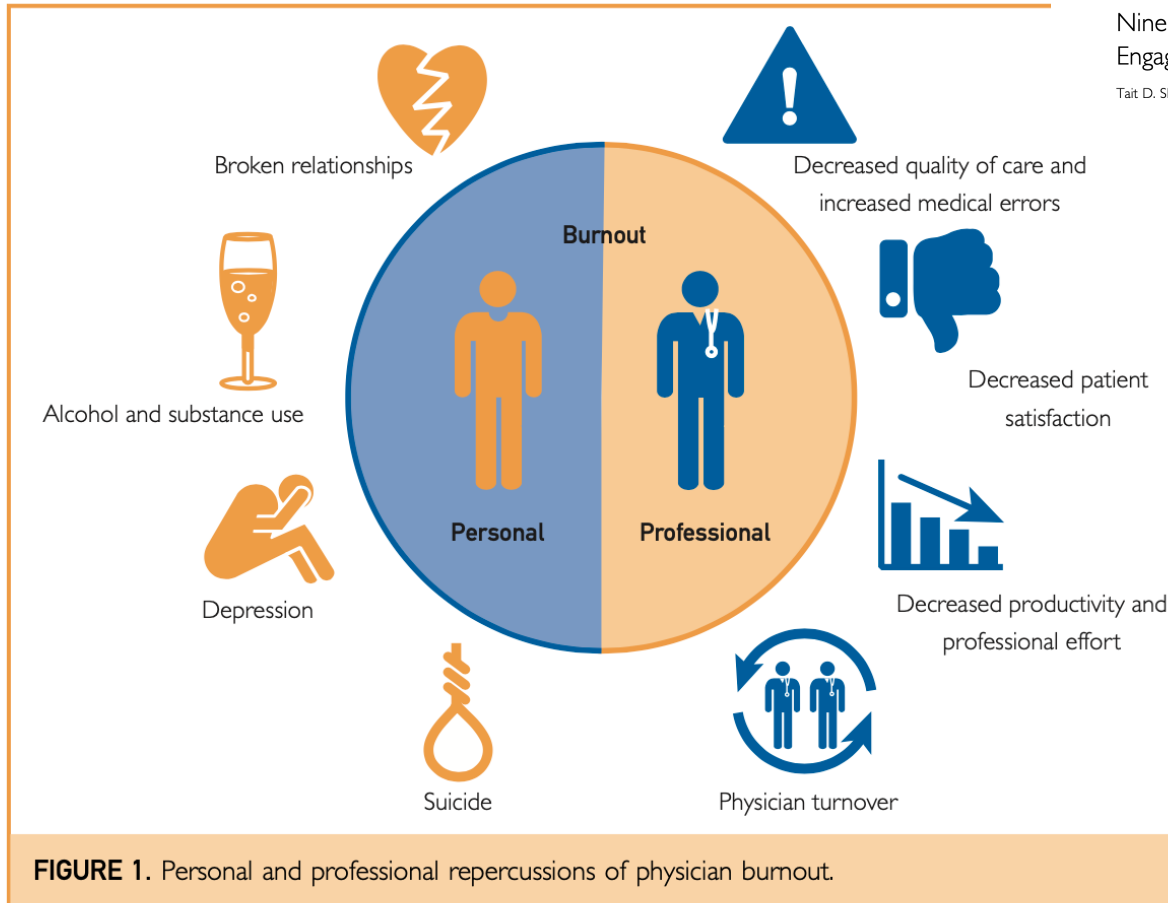 Nine
Engag
Tait D. S
Broken relationships
Decreased quality of care and
increased medical errors
Burnout
Alcohol and substance use
Decreased patient
satisfaction
Personal
Professional
Depression
Decreased productivity and
professional effort
Suicide
Physician turnover
FIGURE 1. Personal and professional repercussions of physician burnout.